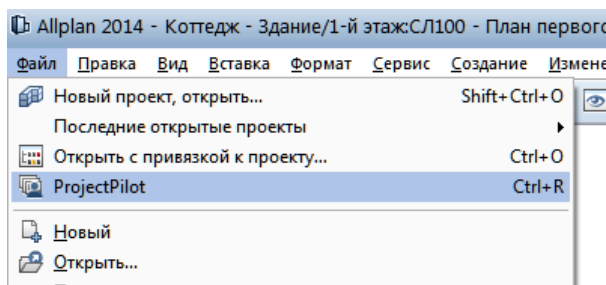 Allplan 2014 - Коттедж - Здание/1-й этаж:СЛ100 - План первого
Файл Правка Вид Вставка Формат Сервис Создание Измене
Новый проект, открыть... Shift+Ctrl+O
Последние открытые проекты
Открыть с привязкой к проекту... Ctrl+O
ProjectPilot Ctrl+R
Новый
Открыть...